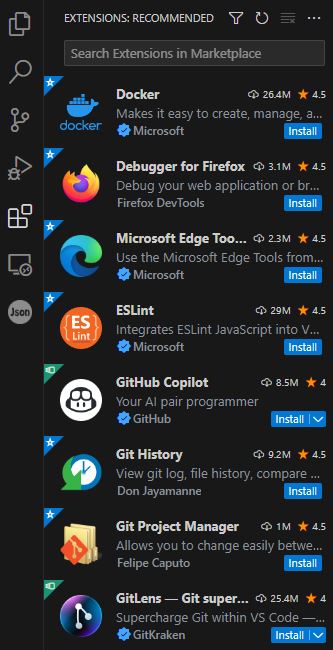 EXTENSIONS: RECOMMENDED
Search Extensions in Marketplace
Docker 26.4M 4.5
Makes it easy to create, manage, a...
docker
Microsoft Install
Debugger for Firefox 3.1M 4.5
Debug your web application or br...
Firefox DevTools Install
Microsoft Edge Too... 2.3M 4.5
Use the Microsoft Edge Tools from...
Microsoft Install
ESLint 29M 4.5
ES Lint
Integrates ESLint JavaScript into V...
Json
Microsoft Install
GitHub Copilot 8.5M 4
Your AI pair programmer
GitHub Install
Git History 9.2M 4.5
View git log, file history, compare ...
Don Jayamanne Install
Git Project Manager 1M 4.5
Allows you to change easily betwe...
Felipe Caputo Install
GitLens — Git super... 25.4M 4
Supercharge Git within VS Code —...
GitKraken Install